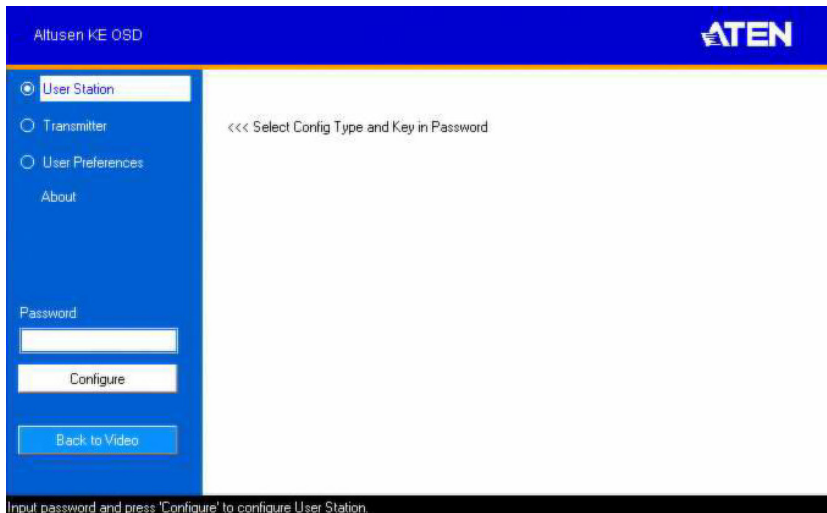 Altusen KE OSD
ATEN
User Station
Transmitter
<<< Select Config Type and Key in Password
User Preferences
About
Password
Configure
Back to Video
Input password and press 'Configure' to configure User Station.